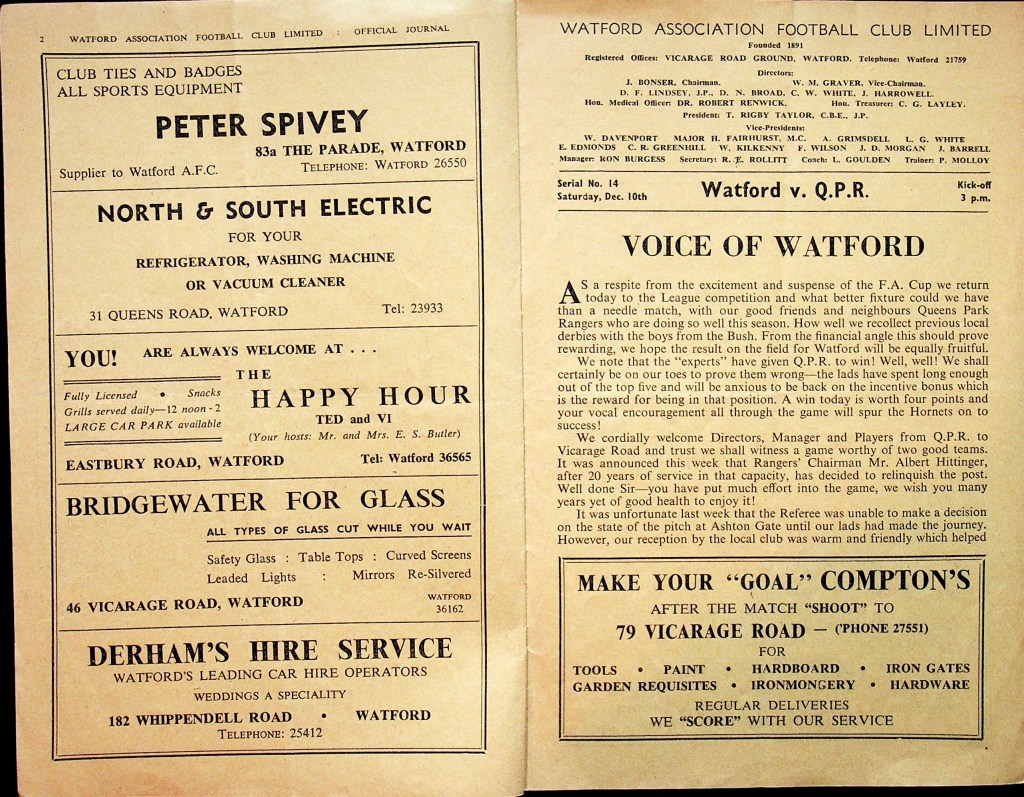 2 WATFORD ASSOCIATION FOOTBALL CLUB LIMITED : OFFICIAL JOURNAL
CLUB TIES AND BADGES
ALL SPORTS EQUIPMENT
PETER SPIVEY
83a THE PARADE, WATFORD
Supplier to Watford A.F.C. TELEPHONE: WATFORD 26550
NORTH & SOUTH ELECTRIC
FOR YOUR
REFRIGERATOR, WASHING MACHINE
OR VACUUM CLEANER
31 QUEENS ROAD, WATFORD Tel: 23933
YOU! ARE ALWAYS WELCOME AT . . .
THE
Fully Licensed • Snacks
Grills served daily—12 noon - 2
LARGE CAR PARK available
HAPPY HOUR
TED and VI
(Your hosts: Mr. and Mrs. E. S. Butler)
EASTBURY ROAD, WATFORD Tel: Watford 36565
BRIDGEWATER FOR GLASS
ALL TYPES OF GLASS CUT WHILE YOU WAIT
Safety Glass : Table Tops : Curved Screens
Leaded Lights : Mirrors Re-Silvered
46 VICARAGE ROAD, WATFORD WATFORD
36162
DERHAM'S HIRE SERVICE
WATFORD'S LEADING CAR HIRE OPERATORS
WEDDINGS A SPECIALITY
182 WHIPPENDELL ROAD • WATFORD
TELEPHONE: 25412
WATFORD ASSOCIATION FOOTBALL CLUB LIMITED
Founded 1891
Registered Offices: VICARAGE ROAD GROUND, WATFORD. Telephone: Watford 21759
Directors:
J. BONSER, Chairman. W. M. GRAVER, Vice-Chairman.
D. F. LINDSEY, J.P., D. N. BROAD, C. W. WHITE, J. HARROWELL.
Hon. Medical Officer: DR. ROBERT RENWICK. Hon. Treasurer: C. G. LAYLEY.
President: T. RIGBY TAYLOR, C.B.E., J.P.
Vice-Presidents:
W. DAVENPORT MAJOR H. FAIRHURST, M.C. A. GRIMSDELL L. G. WHITE
E. EDMONDS C. R. GREENHILL W. KILKENNY F. WILSON J. D. MORGAN J. BARRELL
Manager: RON BURGESS Secretary: R. E. ROLLITT Coach: L. GOULDEN Trainer: P. MOLLOY
Serial No. 14
Saturday, Dec. 10th
Watford v. Q.P.R.
Kick-off
3 p.m.
VOICE OF WATFORD
AS a respite from the excitement and suspense of the F.A. Cup we return
today to the League competition and what better fixture could we have
than a needle match, with our good friends and neighbours Queens Park
Rangers who are doing so well this season. How well we recollect previous local
derbies with the boys from the Bush. From the financial angle this should prove
rewarding, we hope the result on the field for Watford will be equally fruitful.
We note that the "experts" have given Q.P.R. to win! Well, well! We shall
certainly be on our toes to prove them wrong—the lads have spent long enough
out of the top five and will be anxious to be back on the incentive bonus which
is the reward for being in that position. A win today is worth four points and
your vocal encouragement all through the game will spur the Hornets on to
success!
We cordially welcome Directors, Manager and Players from Q.P.R. to
Vicarage Road and trust we shall witness a game worthy of two good teams.
It was announced this week that Rangers' Chairman Mr. Albert Hittinger,
after 20 years of service in that capacity, has decided to relinquish the post.
Well done Sir—you have put much effort into the game, we wish you many
years yet of good health to enjoy it!
It was unfortunate last week that the Referee was unable to make a decision
on the state of the pitch at Ashton Gate until our lads had made the journey.
However, our reception by the local club was warm and friendly which helped
MAKE YOUR "GOAL" COMPTON'S
AFTER THE MATCH "SHOOT" TO
79 VICARAGE ROAD — ('PHONE 27551)
FOR
TOOLS • PAINT • HARDBOARD • IRON GATES
GARDEN REQUISITES • IRONMONGERY • HARDWARE
REGULAR DELIVERIES
WE "SCORE" WITH OUR SERVICE